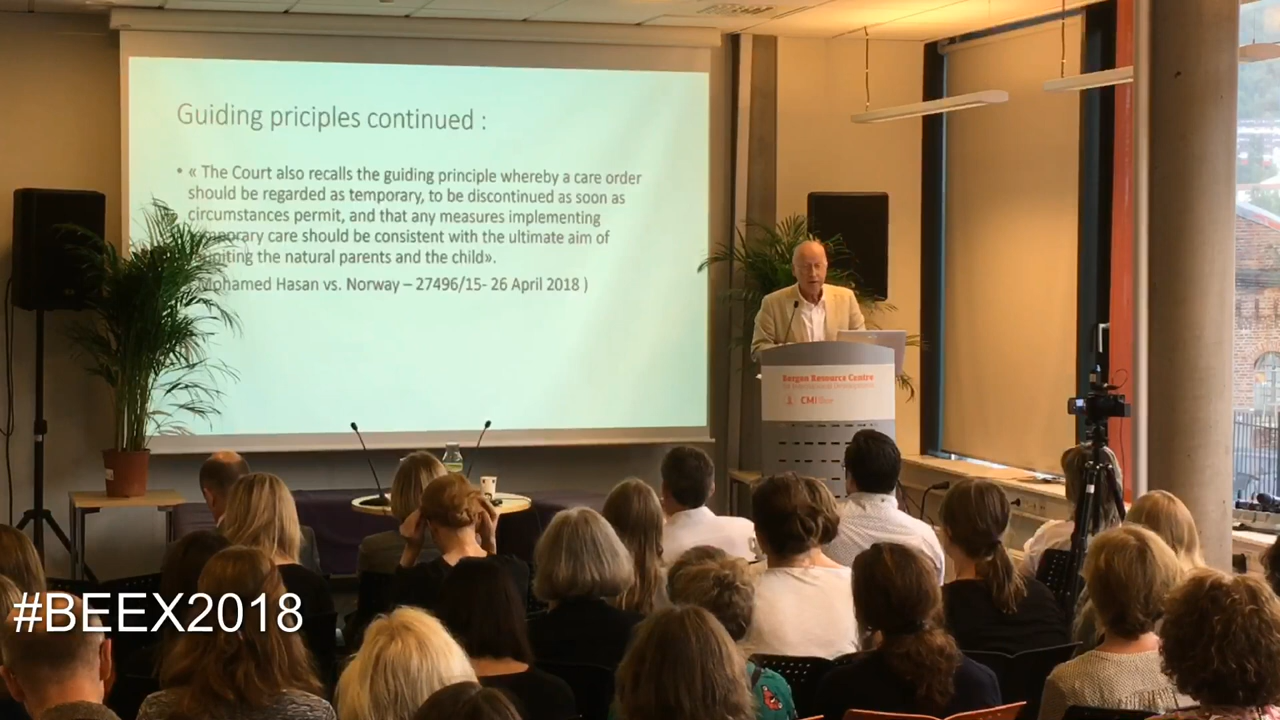 Guiding priciples continued :
• « The Court also recalls the guiding principle whereby a care order
should be regarded as temporary, to be discontinued as soon as
circumstances permit, and that any measures implementing
temporary care should be consistent with the ultimate aim of
the natural parents and the child».
Mohamed Hasan vs. Norway – 27496/15- 26 April 2018 )
Bergen Resource Centre
CMI
#BEEX2018